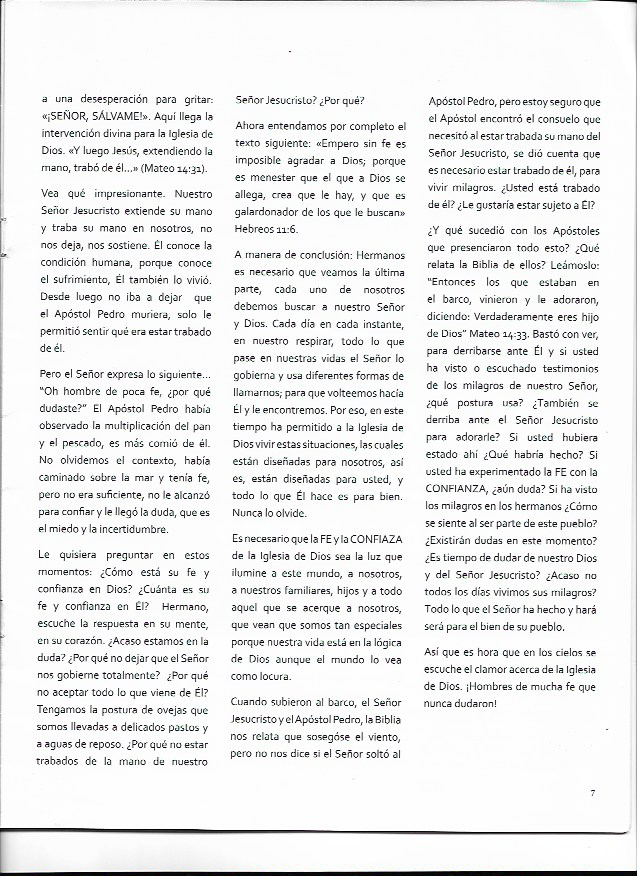 a una desesperación para gritar:
«¡SEÑOR, SÁLVAME!». Aquí llega la
intervención divina para la Iglesia de
Dios. «Y luego Jesús, extendiendo la
mano, trabó de él...» (Mateo 14:31).
Vea qué impresionante. Nuestro
Señor Jesucristo extiende su mano
y traba su mano en nosotros, no
nos deja, nos sostiene. Él conoce la
condición humana, porque conoce
el sufrimiento, Él también lo vivió.
Desde luego no iba a dejar que
el Apóstol Pedro muriera, solo le
permitió sentir qué era estar trabado
de él.
Pero el Señor expresa lo siguiente...
"Oh hombre de poca fe, ¿por qué
dudaste?" El Apóstol Pedro había
observado la multiplicación del pan
y el pescado, es más comió de él.
No olvidemos el contexto, había
caminado sobre la mar y tenía fe,
pero no era suficiente, no le alcanzó
para confiar y le llegó la duda, que es
el miedo y la incertidumbre.
Le quisiera preguntar en estos
momentos: ¿Cómo está su fe y
confianza en Dios? ¿Cuánta es su
fe y confianza en Él? Hermano,
escuche la respuesta en su mente,
en su corazón. ¿Acaso estamos en la
duda? ¿Por qué no dejar que el Señor
nos gobierne totalmente? ¿Por qué
no aceptar todo lo que viene de Él?
Tengamos la postura de ovejas que
somos llevadas a delicados pastos y
a aguas de reposo. ¿Por qué no estar
trabados de la mano de nuestro
Señor Jesucristo? ¿Por qué?
Ahora entendamos por completo el
texto siguiente: «Empero sin fe es
imposible agradar a Dios; porque
es menester que el que a Dios se
allega, crea que le hay, y que es
galardonador de los que le buscan»
Hebreos 11:6.
A manera de conclusión: Hermanos
es necesario que veamos la última
parte, cada uno de nosotros
debemos buscar a nuestro Señor
y Dios. Cada día en cada instante,
en nuestro respirar, todo lo que
pase en nuestras vidas el Señor lo
gobierna y usa diferentes formas de
llamarnos; para que volteemos hacía
Él y le encontremos. Por eso, en este
tiempo ha permitido a la Iglesia de
Dios vivir estas situaciones, las cuales
están diseñadas para nosotros, así
es, están diseñadas para usted, y
todo lo que Él hace es para bien.
Nunca lo olvide.
Es necesario que la FE y la CONFIAZA
de la Iglesia de Dios sea la luz que
ilumine a este mundo, a nosotros,
a nuestros familiares, hijos y a todo
aquel que se acerque a nosotros,
que vean que somos tan especiales
porque nuestra vida está en la lógica
de Dios aunque el mundo lo vea
como locura.
Cuando subieron al barco, el Señor
Jesucristo y el Apóstol Pedro, la Biblia
nos relata que sosegóse el viento,
pero no nos dice si el Señor soltó al
Apóstol Pedro, pero estoy seguro que
el Apóstol encontró el consuelo que
necesitó al estar trabada su mano del
Señor Jesucristo, se dió cuenta que
es necesario estar trabado de él, para
vivir milagros. ¿Usted está trabado
de él? ¿Le gustaría estar sujeto a Él?
¿Y qué sucedió con los Apóstoles
que presenciaron todo esto? ¿Qué
relata la Biblia de ellos? Leámoslo:
"Entonces los que estaban en
el barco, vinieron y le adoraron,
diciendo: Verdaderamente eres hijo
de Dios" Mateo 14:33. Bastó con ver,
para derribarse ante Él y si usted
ha visto o escuchado testimonios
de los milagros de nuestro Señor,
¿qué postura usa? ¿También se
derriba ante el Señor Jesucristo
para adorarle? Si usted hubiera
estado ahí ¿Qué habría hecho? Si
usted ha experimentado la FE con la
CONFIANZA, ¿aún duda? Si ha visto
los milagros en los hermanos ¿Cómo
se siente al ser parte de este pueblo?
¿Existirán dudas en este momento?
¿Es tiempo de dudar de nuestro Dios
y del Señor Jesucristo? ¿Acaso no
todos los días vivimos sus milagros?
Todo lo que el Señor ha hecho y hará
será para el bien de su pueblo.
Así que es hora que en los cielos se
escuche el clamor acerca de la Iglesia
de Dios. ¡Hombres de mucha fe que
nunca dudaron!
7